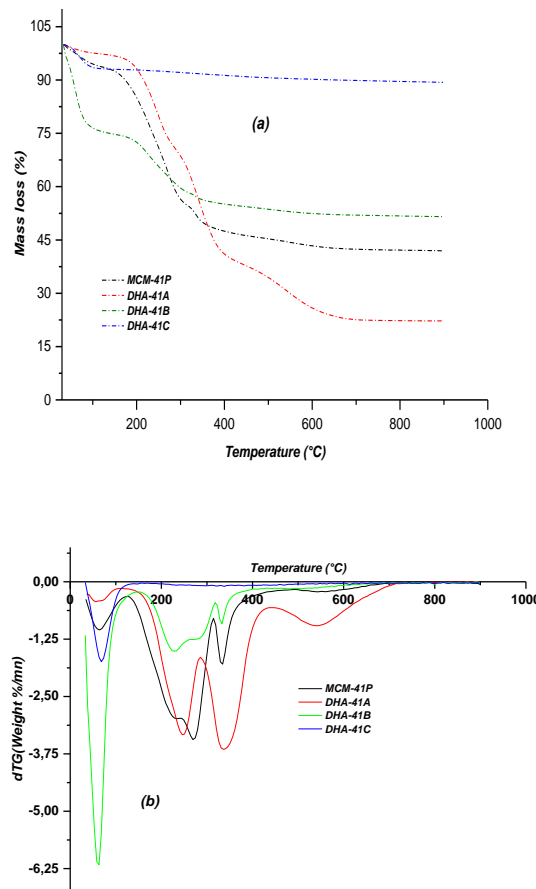 105
90
75
60
45
30
15
0
Mass loss (%)
(a)
MCM-41P
DHA-41A
DHA-41B
DHA-41C
200
400
600
800
1000
Temperature (°C)
Temperature (°C)
0
200
400
600
800
1000
0,00
-1,25
-2,50
-3,75
-5,00
-6,25
dTG(Weight %/mn)
MCM-41P
DHA-41A
DHA-41B
DHA-41C
(b)